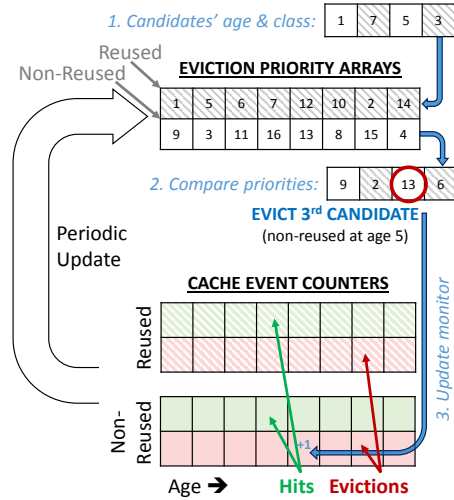 1. Candidates' age & class:
1 7 5 3
Reused
Non-Reused
EVICTION PRIORITY ARRAYS
1 5 6 7 12 10 2 14
9 3 11 16 13 8 15 4
2. Compare priorities:
9 2 13 6
EVICT 3rd CANDIDATE
(non-reused at age 5)
Periodic
Update
CACHE EVENT COUNTERS
Reused
Non-
Reused
+1
3. Update monitor
Age ➔
Hits
Evictions